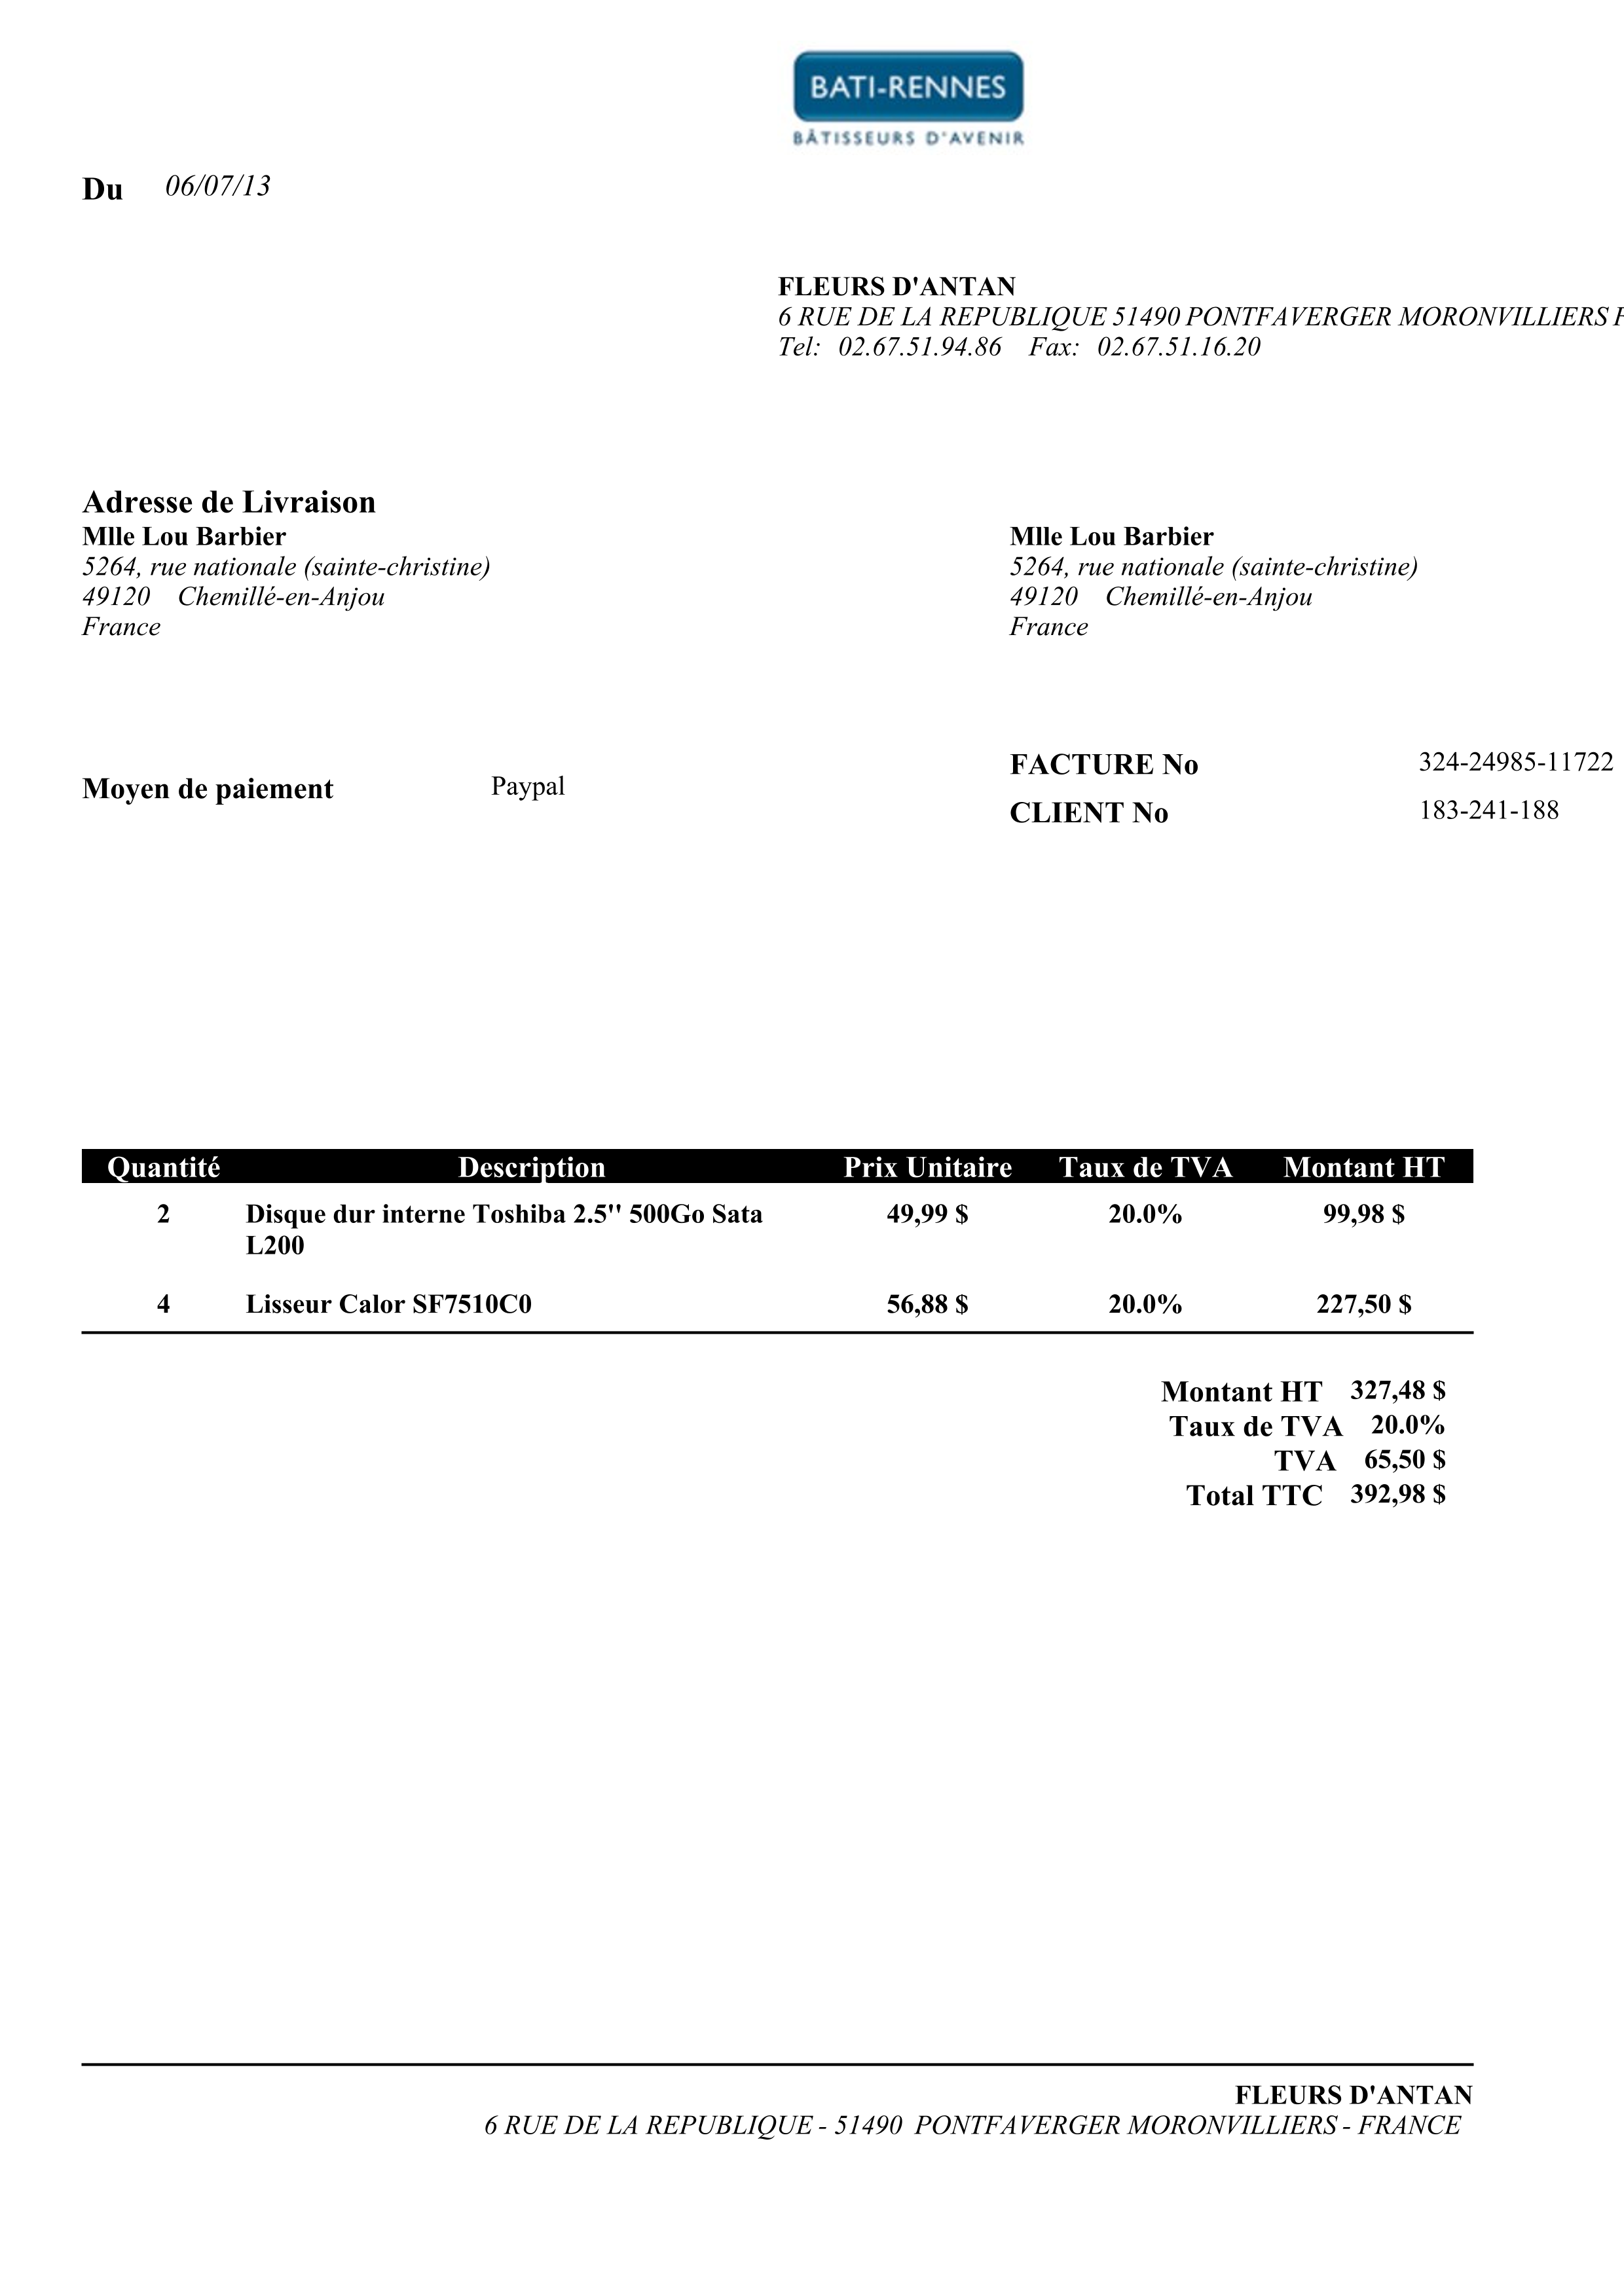 BATI-RENNES
BÂTISSEURS D'AVENIR
Du 06/07/13
FLEURS D'ANTAN
6 RUE DE LA REPUBLIQUE 51490 PONTFAVERGER MORONVILLIERS F
Tel: 02.67.51.94.86 Fax: 02.67.51.16.20
Adresse de Livraison
Mlle Lou Barbier
5264, rue nationale (sainte-christine)
49120 Chemillé-en-Anjou
France
Mlle Lou Barbier
5264, rue nationale (sainte-christine)
49120 Chemillé-en-Anjou
France
Moyen de paiement Paypal
FACTURE No 324-24985-11722
CLIENT No 183-241-188
Quantité Description Prix Unitaire Taux de TVA Montant HT
2 Disque dur interne Toshiba 2.5'' 500Go Sata 49,99 $ 20.0% 99,98 $
L200
4 Lisseur Calor SF7510C0 56,88 $ 20.0% 227,50 $
Montant HT 327,48 $
Taux de TVA 20.0%
TVA 65,50 $
Total TTC 392,98 $
FLEURS D'ANTAN
6 RUE DE LA REPUBLIQUE - 51490 PONTFAVERGER MORONVILLIERS - FRANCE